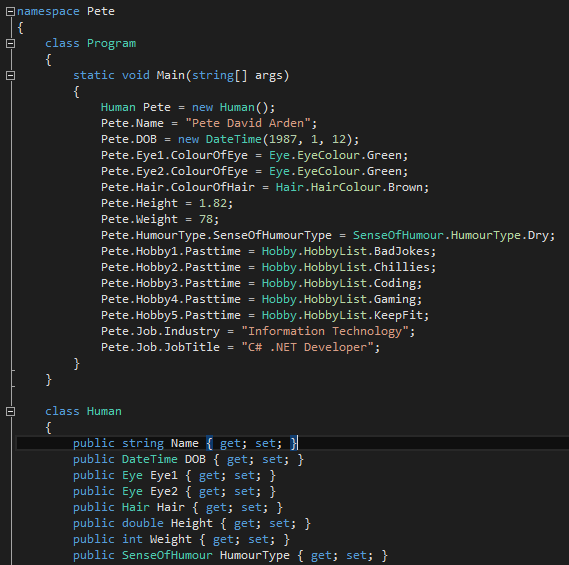 namespace Pete
{
class Program
{
static void Main(string[] args)
{
Human Pete = new Human();
Pete.Name = "Pete David Arden";
Pete.DOB = new DateTime(1987, 1, 12);
Pete.Eye1.ColourOfEye = Eye.EyeColour.Green;
Pete.Eye2.ColourOfEye = Eye.EyeColour.Green;
Pete.Hair.ColourOfHair = Hair.HairColour.Brown;
Pete.Height = 1.82;
Pete.Weight = 78;
Pete.HumourType.SenseOfHumourType = SenseOfHumour.HumourType.Dry;
Pete.Hobby1.Pasttime = Hobby.HobbyList.BadJokes;
Pete.Hobby2.Pasttime = Hobby.HobbyList.Chillies;
Pete.Hobby3.Pasttime = Hobby.HobbyList.Coding;
Pete.Hobby4.Pasttime = Hobby.HobbyList.Gaming;
Pete.Hobby5.Pasttime = Hobby.HobbyList.KeepFit;
Pete.Job.Industry = "Information Technology";
Pete.Job.JobTitle = "C# .NET Developer";
}
}
class Human
{
public string Name { get; set; }
public DateTime DOB { get; set; }
public Eye Eye1 { get; set; }
public Eye Eye2 { get; set; }
public Hair Hair { get; set; }
public double Height { get; set; }
public int Weight { get; set; }
public SenseOfHumour HumourType { get; set; }